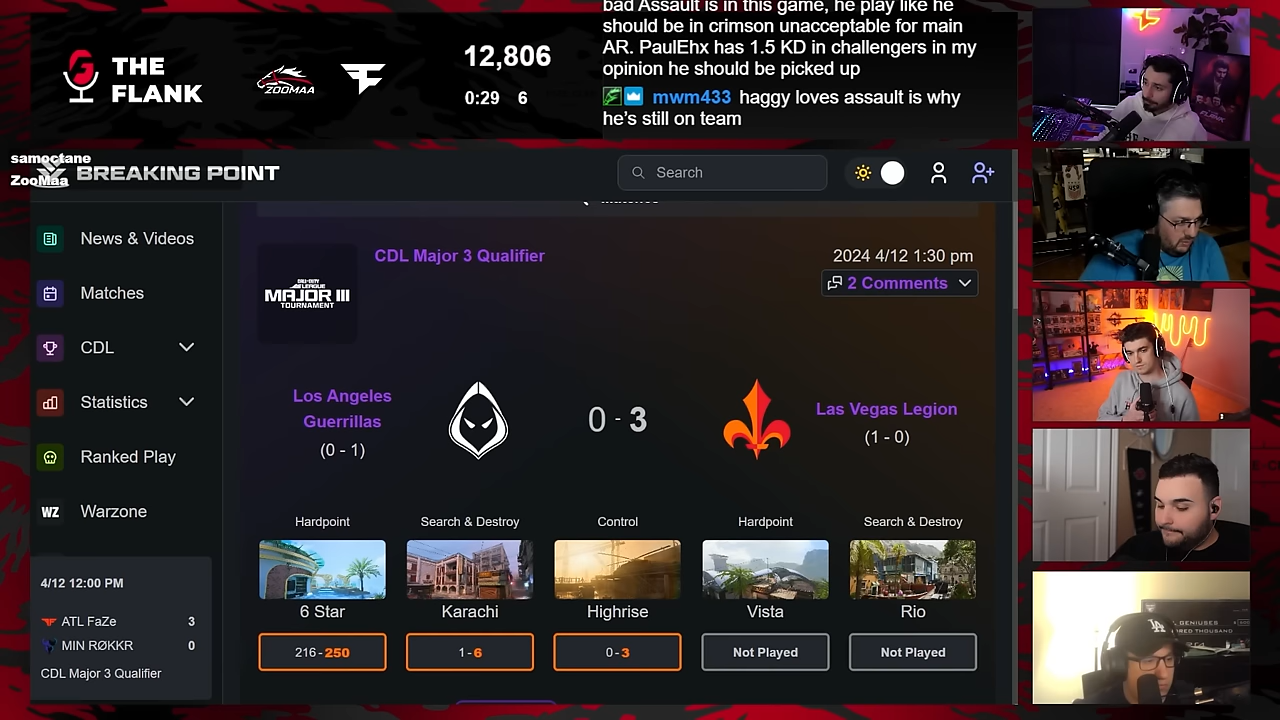 bad Assault is in this game, he play like he
should be in crimson unacceptable for main
AR. PaulEhx has 1.5 KD in challengers in my
opinion he should be picked up
mwm433 haggy loves assault is why
he's still on team
THE
FLANK
ZOOMAA
12,806
0:29 6
samoctane
ZooMaa
BREAKING POINT
Search
News & Videos
Matches
CDL
Statistics
Ranked Play
WZ Warzone
4/12 12:00 PM
ATL FaZe 3
MIN RØKKR 0
CDL Major 3 Qualifier
CDL Major 3 Qualifier
2024 4/12 1:30 pm
2 Comments
CALL OF DUTY
LEAGUE
MAJOR III
TOURNAMENT
Los Angeles
Guerrillas
(0 - 1)
0 - 3
Las Vegas Legion
(1 - 0)
Hardpoint Search & Destroy Control Hardpoint Search & Destroy
6 Star Karachi Highrise Vista Rio
216-250 1-6 0-3 Not Played Not Played
LA